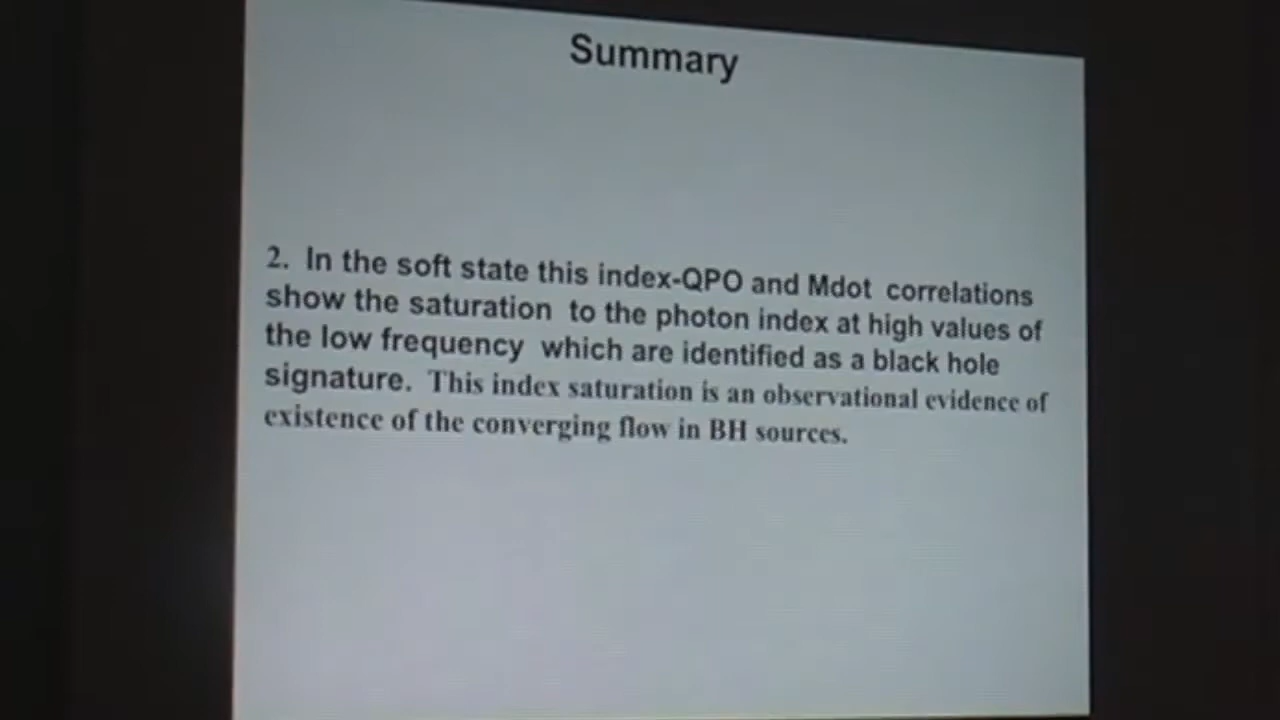 Summary
2. In the soft state this index-QPO and Mdot correlations
show the saturation to the photon index at high values of
the low frequency which are identified as a black hole
signature. This index saturation is an observational evidence of
existence of the converging flow in BH sources.